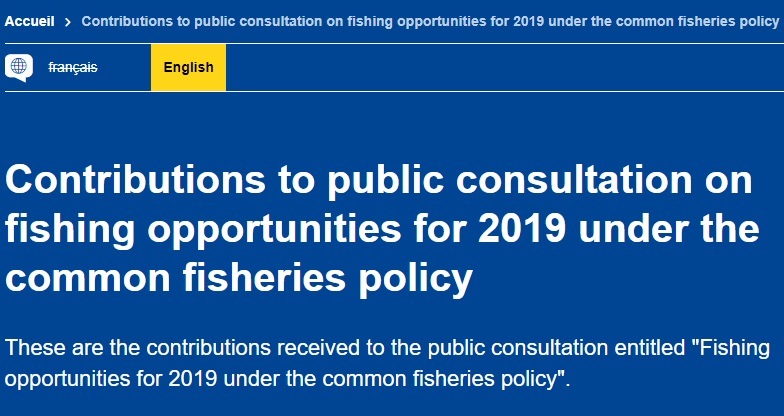 Accueil > Contributions to public consultation on fishing opportunities for 2019 under the common fisheries policy
français English
Contributions to public consultation on
fishing opportunities for 2019 under the
common fisheries policy
These are the contributions received to the public consultation entitled "Fishing
opportunities for 2019 under the common fisheries policy".